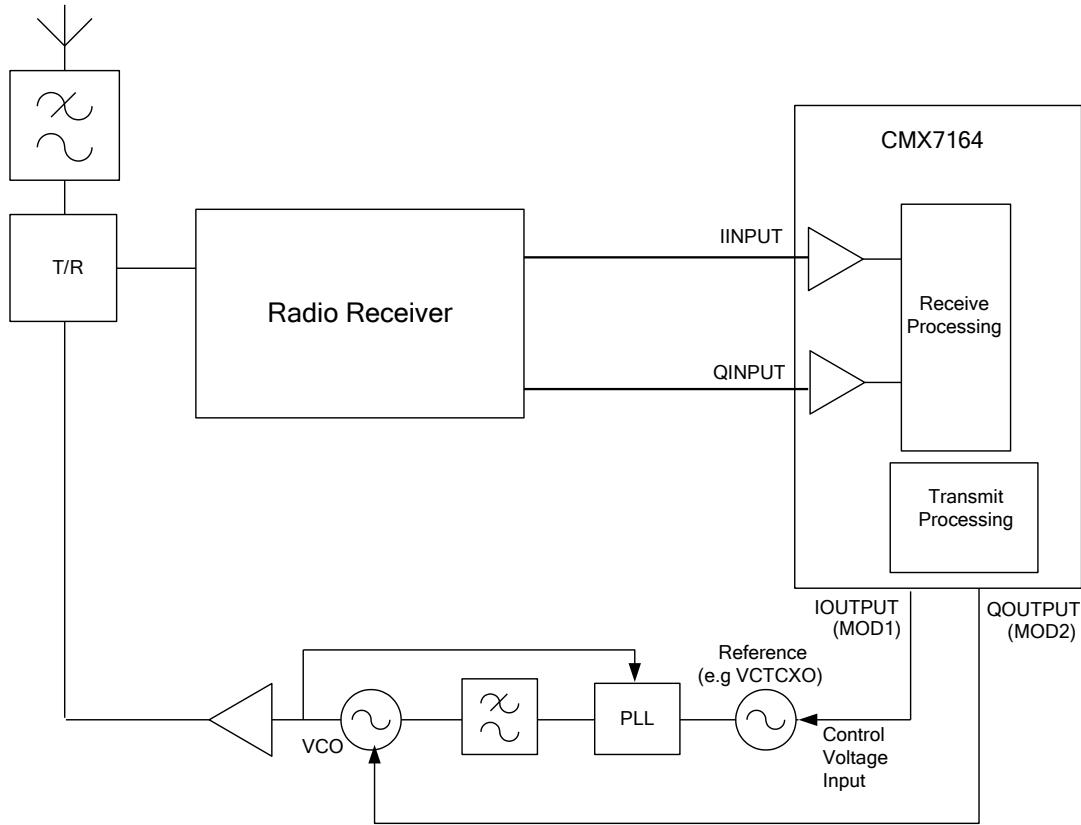 CMX7164
IINPUT
T/R
Radio Receiver
Receive
Processing
QINPUT
Transmit
Processing
IOUTPUT
(MOD1)
QOUTPUT
(MOD2)
Reference
(e.g VCTCXO)
PLL
VCO
Control
Voltage
Input